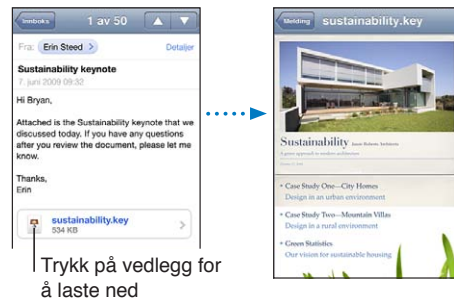 Innboks
1 av 50
Fra: Erin Steed
Detaljer
Sustainability keynote
7. juni 2009 09:32
Hi Bryan,
Attached is the Sustainability keynote that we
discussed today. If you have any questions
after you review the document, please let me
know.
Thanks,
Erin
sustainability.key
534 KB
Trykk på vedlegg for
å laste ned
Melding
sustainability.key
Sustainability
• Case Study One—City Homes
Design in an urban environment
• Case Study Two—Mountain Villas
Design in a rural environment
• Green Statistics
Our vision for sustainable housing